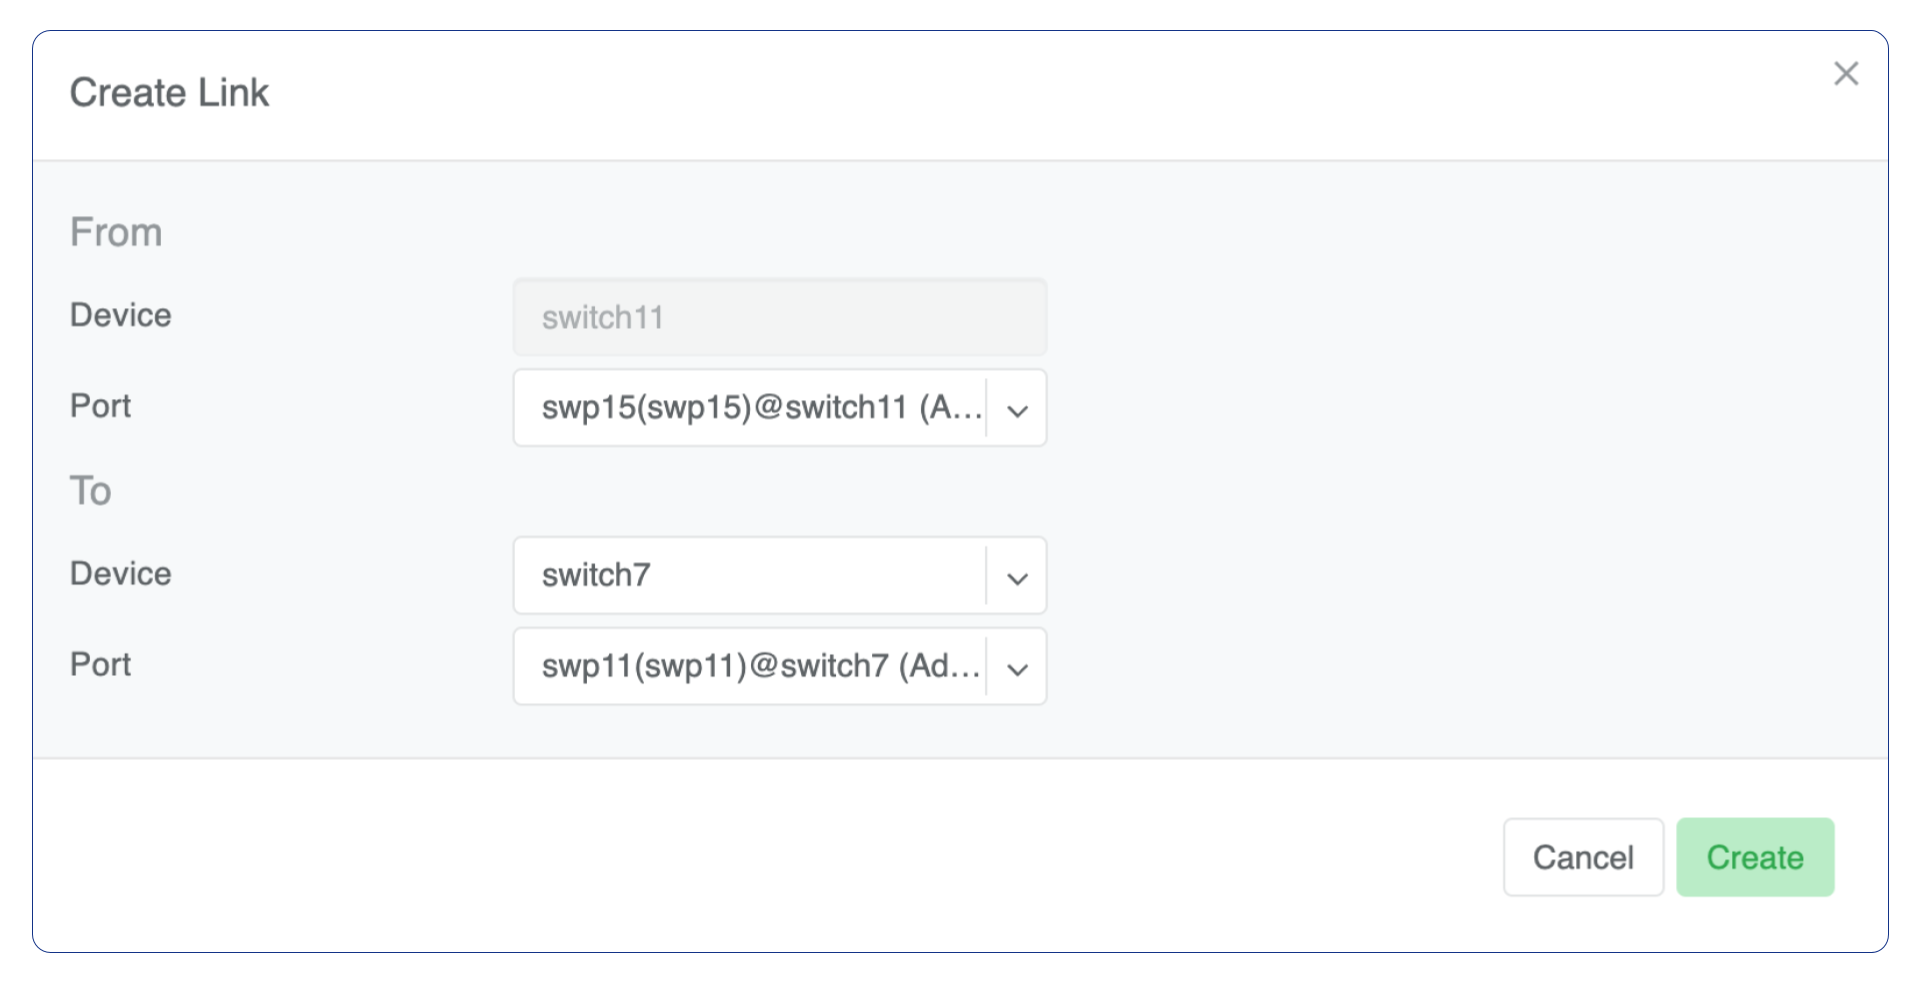 Create Link
From
Device
switch11
Port
swp15(swp15)@switch11 (A...
To
Device
switch7
Port
swp11(swp11)@switch7 (Ad...
Cancel
Create